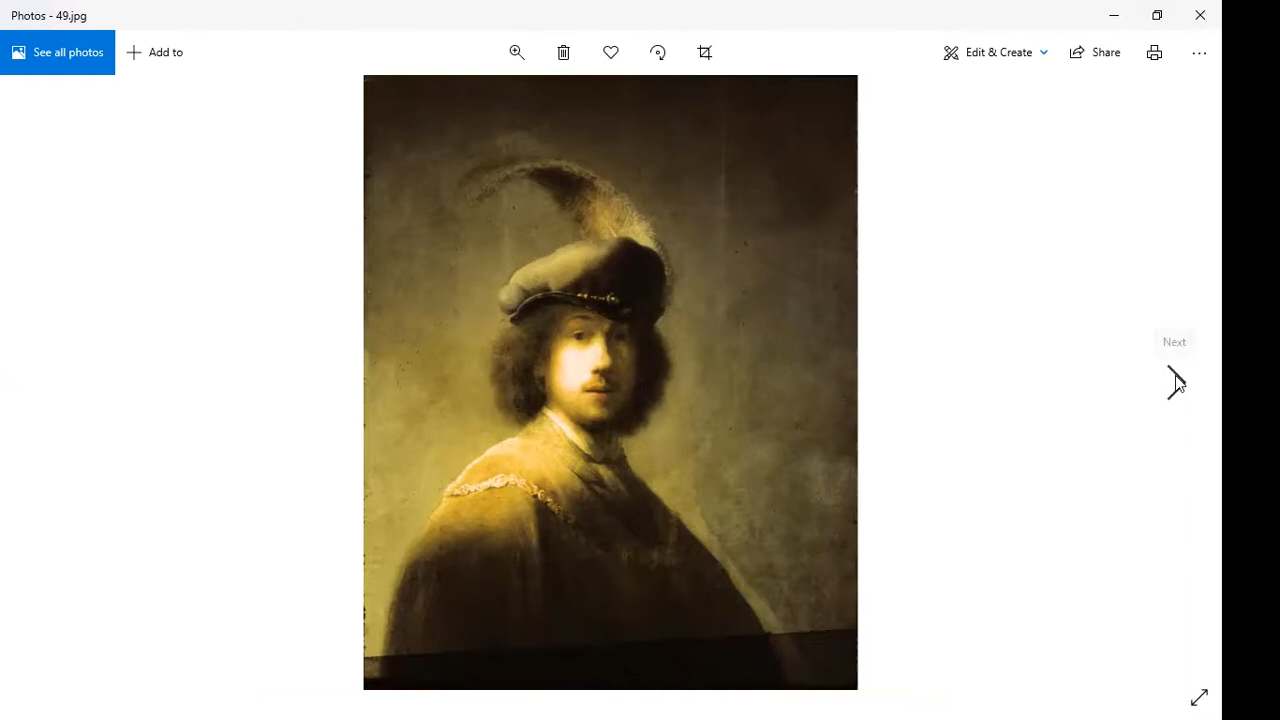 Photos - 49.jpg
See all photos
Add to
Edit & Create
Share
Next